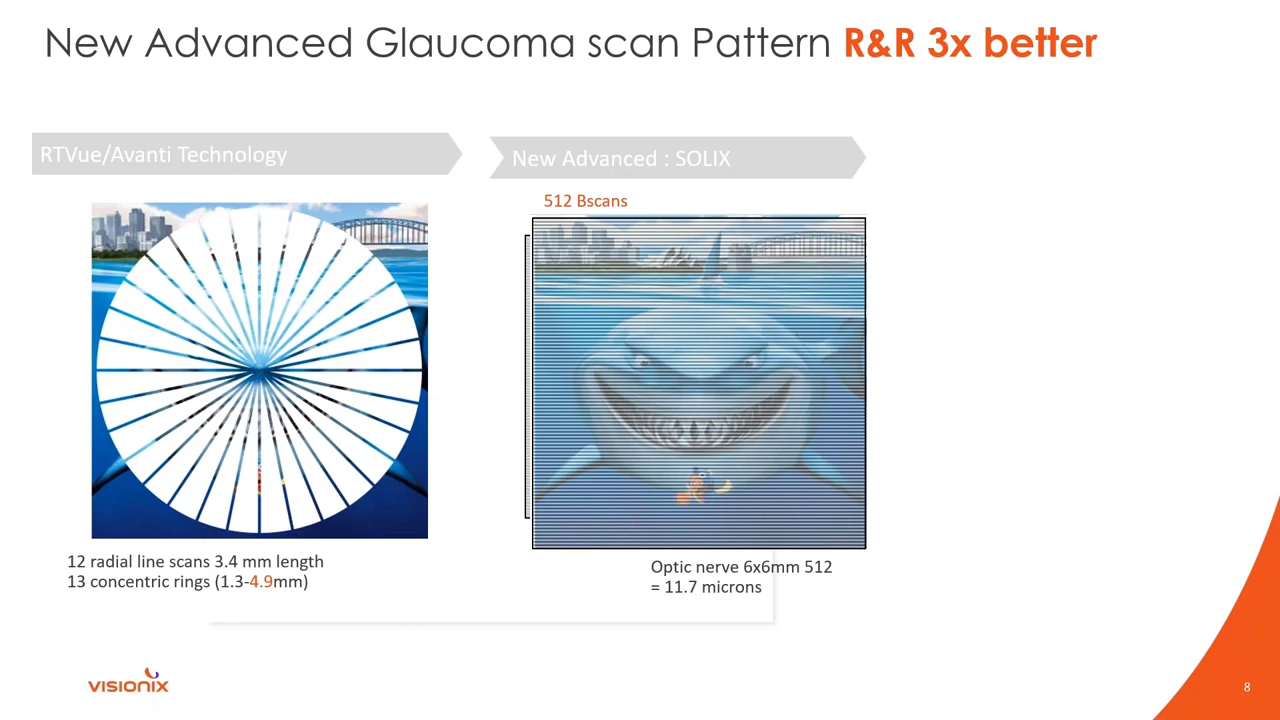 New Advanced Glaucoma scan Pattern R&R 3x better
RTVue/Avanti Technology
New Advanced : SOLIX
512 Bscans
12 radial line scans 3.4 mm length
13 concentric rings (1.3-4.9mm)
Optic nerve 6x6mm 512
= 11.7 microns
VISIONIX
8